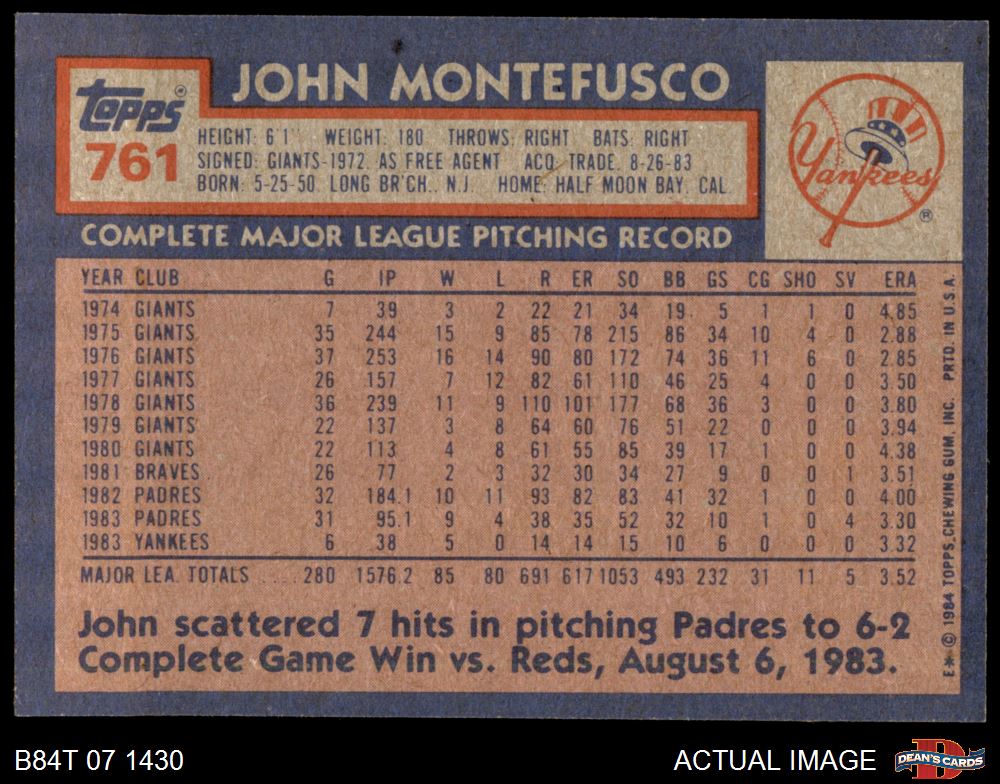 JOHN MONTEFUSCO
Topps®
761
HEIGHT: 6'1" WEIGHT: 180 THROWS: RIGHT BATS: RIGHT
SIGNED: GIANTS-1972. AS FREE AGENT ACQ. TRADE. 8-26-83
BORN: 5-25-50. LONG BR'CH., N.J. HOME: HALF MOON BAY, CAL.
Yankees ®
COMPLETE MAJOR LEAGUE PITCHING RECORD
YEAR CLUB G IP W L R ER SO BB GS CG SHO SV ERA
1974 GIANTS 7 39 3 2 22 21 34 19 5 1 1 0 4.85
1975 GIANTS 35 244 15 9 85 78 215 86 34 10 4 0 2.88
1976 GIANTS 37 253 16 14 90 80 172 74 36 11 6 0 2.85
1977 GIANTS 26 157 7 12 82 61 110 46 25 4 0 0 3.50
1978 GIANTS 36 239 11 9 110 101 177 68 36 3 0 0 3.80
1979 GIANTS 22 137 3 8 64 60 76 51 22 0 0 0 3.94
1980 GIANTS 22 113 4 8 61 55 85 39 17 1 0 0 4.38
1981 BRAVES 26 77 2 3 32 30 34 27 9 0 0 1 3.51
1982 PADRES 32 184.1 10 11 93 82 83 41 32 1 0 0 4.00
1983 PADRES 31 95.1 9 4 38 35 52 32 10 1 0 4 3.30
1983 YANKEES 6 38 5 0 14 14 15 10 6 0 0 0 3.32
MAJOR LEA. TOTALS .... 280 1576.2 85 80 691 617 1053 493 232 31 11 5 3.52
John scattered 7 hits in pitching Padres to 6-2
Complete Game Win vs. Reds, August 6, 1983.
E* © 1984 TOPPS CHEWING GUM, INC. PRTD. IN U.S.A.
B84T 07 1430
ACTUAL IMAGE
D
DEAN'S CARDS